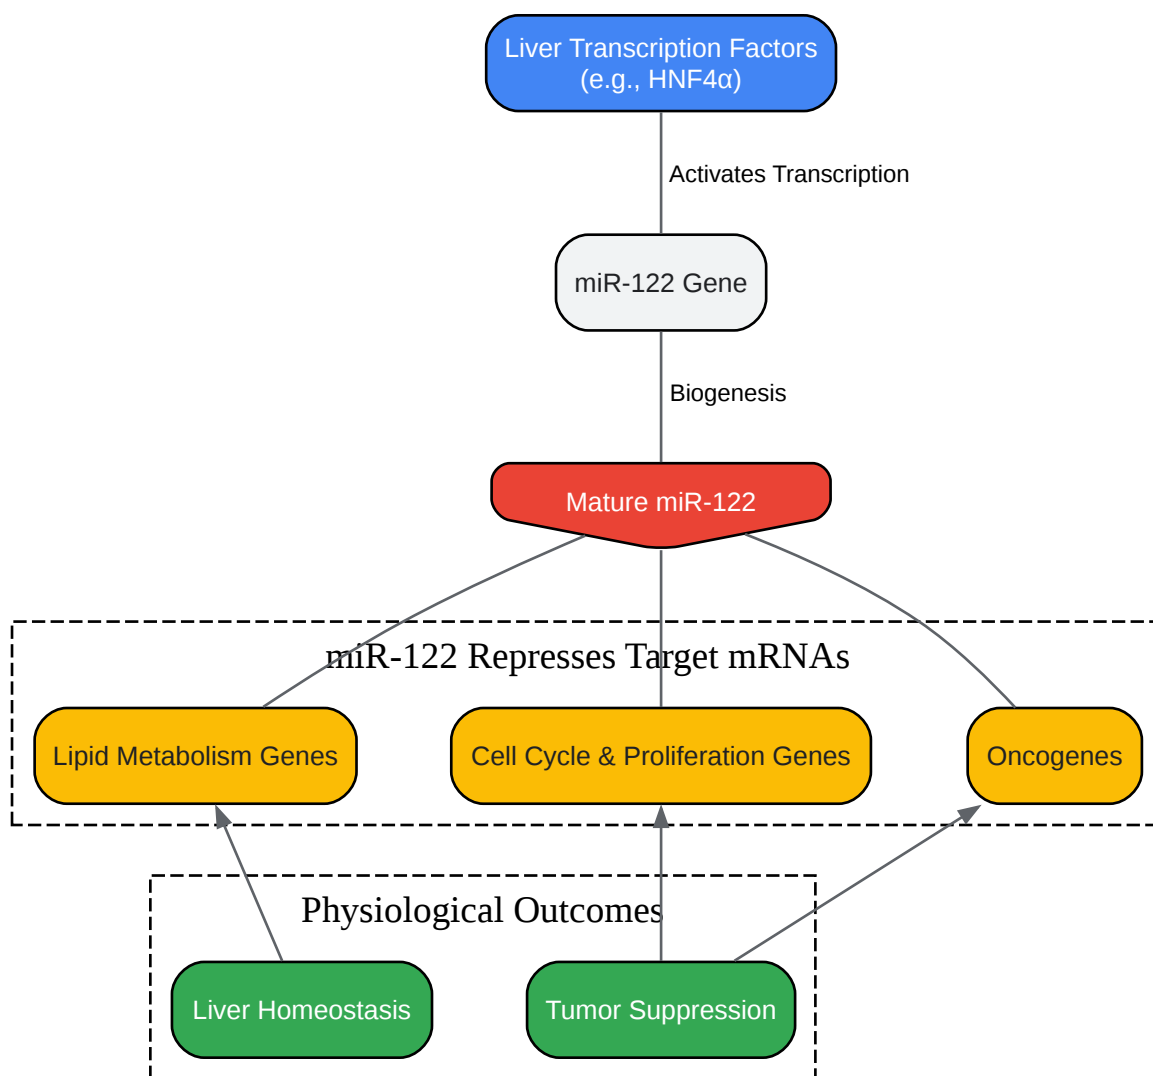 Liver Transcription Factors
(e.g., HNF4α)
Activates Transcription
miR-122 Gene
Biogenesis
Mature miR-122
miR-122 Represses Target mRNAs
Lipid Metabolism Genes
Cell Cycle & Proliferation Genes
Oncogenes
Physiological Outcomes
Liver Homeostasis
Tumor Suppression